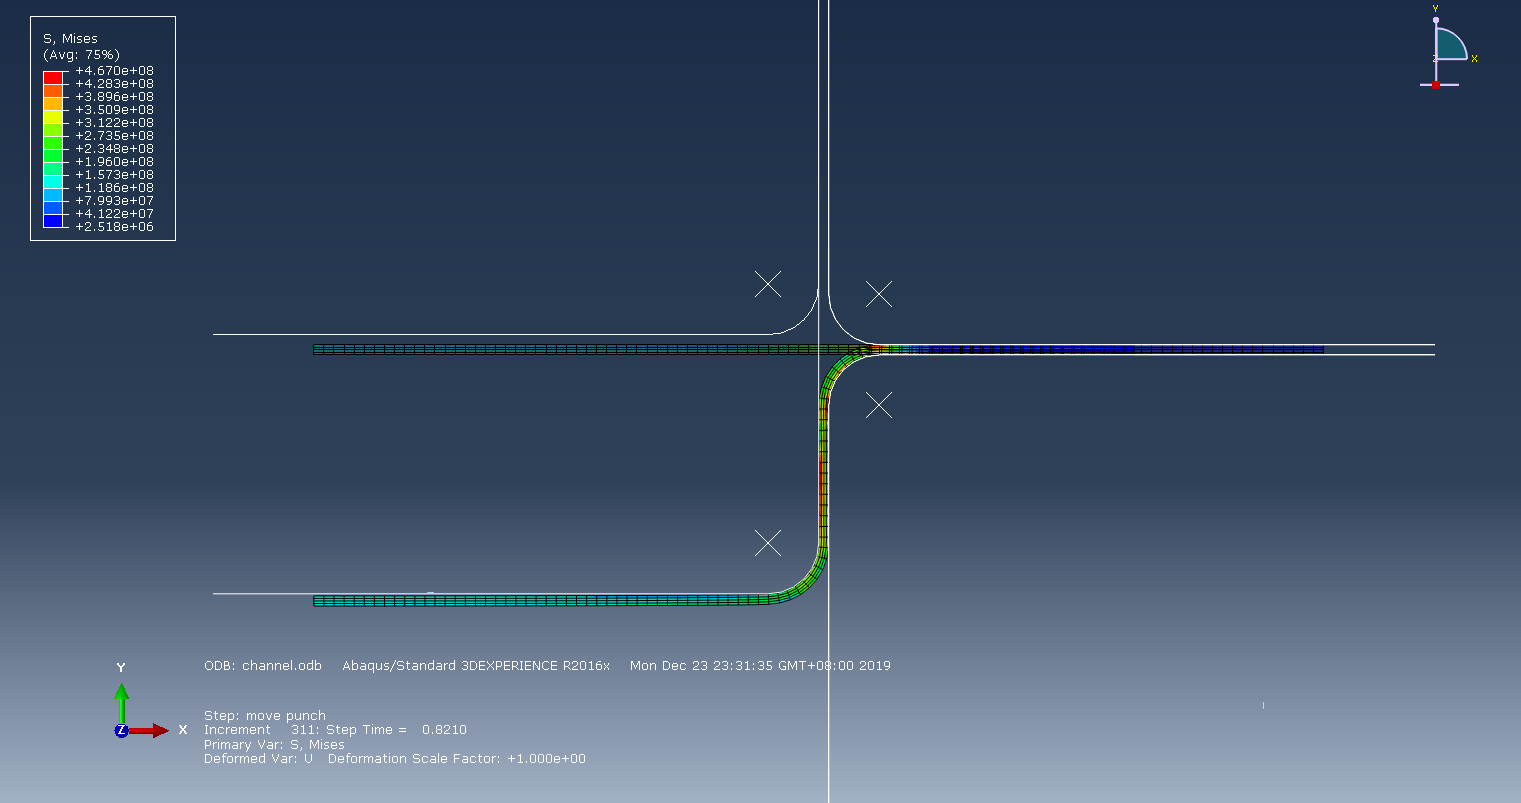 S, Mises
(Avg: 75%)
+4.670e+08
+4.283e+08
+3.896e+08
+3.509e+08
+3.122e+08
+2.735e+08
+2.348e+08
+1.960e+08
+1.573e+08
+1.186e+08
+7.993e+07
+4.122e+07
+2.518e+06
Y
X
Z
ODB: channel.odb Abaqus/Standard 3DEXPERIENCE R2016x Mon Dec 23 23:31:35 GMT+08:00 2019
Y
Z X
Step: move punch
Increment 311: Step Time = 0.8210
Primary Var: S, Mises
Deformed Var: U Deformation Scale Factor: +1.000e+00